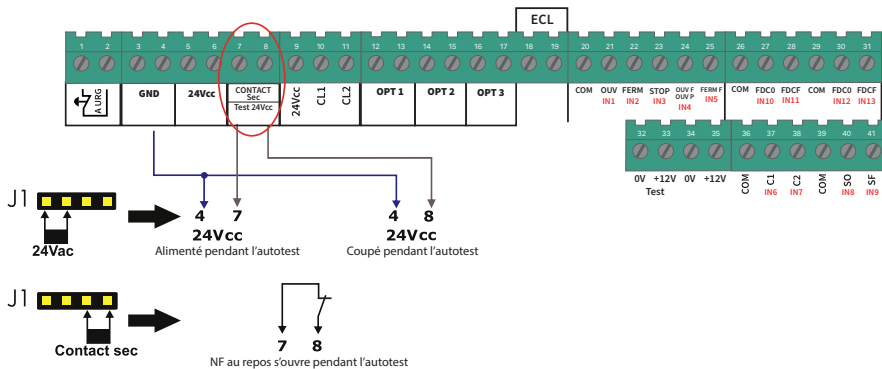 ECL
1 2 3 4 5 6 7 8 9 10 11 12 13 14 15 16 17 18 19 20 21 22 23 24 25 26 27 28 29 30 31
A URG
GND
24Vcc
CONTACT
Sec
Test 24Vcc
24Vcc
CL1
CL2
OPT 1
OPT 2
OPT 3
COM
OUV
IN1
FERM
IN2
STOP
IN3
OUV F
OUV P
IN4
FERM F
IN5
COM
FDC0
IN10
FDCF
IN11
COM
FDC0
IN12
FDCF
IN13
32 33 34 35 36 37 38 39 40 41
0V +12V 0V +12V
Test
COM
C1
IN6
C2
IN7
COM
SO
IN8
SF
IN9
J1
24Vac
4 7
24Vcc
Alimenté pendant l'autotest
4 8
24Vcc
Coupé pendant l'autotest
J1
Contact sec
7 8
NF au repos s'ouvre pendant l'autotest